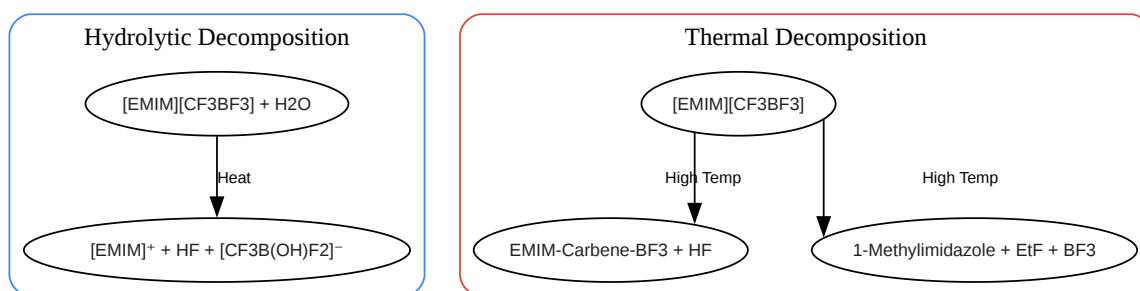 Hydrolytic Decomposition
[EMIM][CF3BF3] + H2O
Heat
[EMIM]⁺ + HF + [CF3B(OH)F2]⁻
Thermal Decomposition
[EMIM][CF3BF3]
High Temp
High Temp
EMIM-Carbene-BF3 + HF
1-Methylimidazole + EtF + BF3